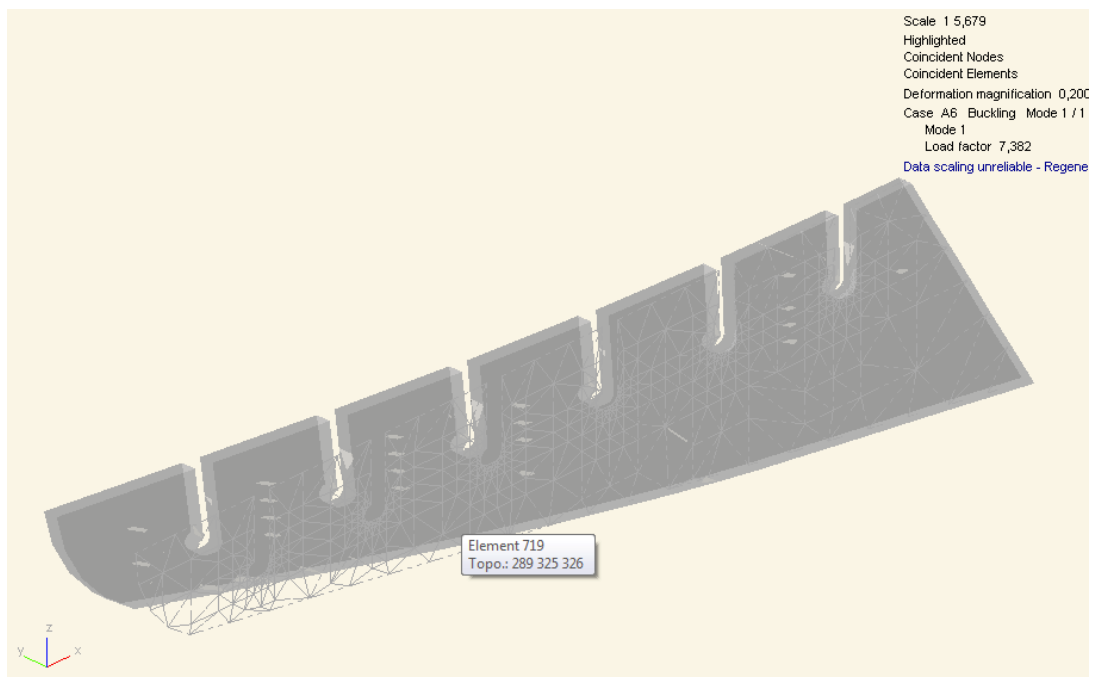 Scale 1 5,679
Highlighted
Coincident Nodes
Coincident Elements
Deformation magnification 0,200
Case A6 Buckling Mode 1 / 1
Mode 1
Load factor 7,382
Data scaling unreliable - Regene
Element 719
Topo.: 289 325 326
z
y
x